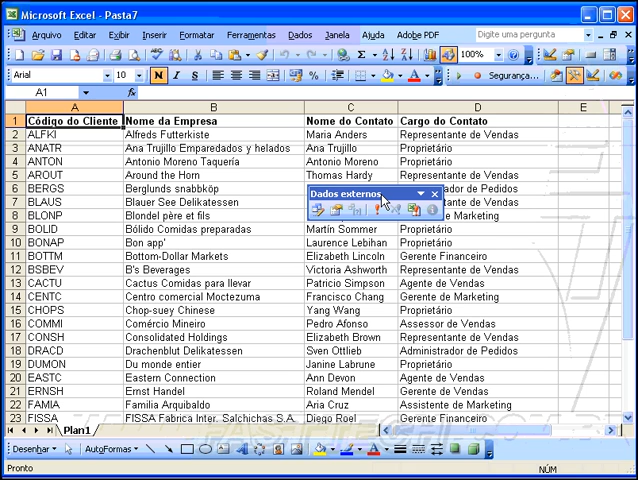 Microsoft Excel - Pasta7
Arquivo Editar Exibir Inserir Formatar Ferramentas Dados Janela Ajuda Adobe PDF Digite uma pergunta
100%
Arial 10 N I S Segurança...
A1 fx
A B C D E
1 Código do Cliente Nome da Empresa Nome do Contato Cargo do Contato
2 ALFKI Alfreds Futterkiste Maria Anders Representante de Vendas
3 ANATR Ana Trujillo Emparedados y helados Ana Trujillo Proprietário
4 ANTON Antonio Moreno Taquería Antonio Moreno Proprietário
5 AROUT Around the Horn Thomas Hardy Representante de Vendas
6 BERGS Berglunds snabbköp Dados externos rador de Pedidos
7 BLAUS Blauer See Delikatessen ante de Vendas
8 BLONP Blondel père et fils de Marketing
9 BOLID Bólido Comidas preparadas Martín Sommer Proprietário
10 BONAP Bon app' Laurence Lebihan Proprietário
11 BOTTM Bottom-Dollar Markets Elizabeth Lincoln Gerente Financeiro
12 BSBEV B's Beverages Victoria Ashworth Representante de Vendas
13 CACTU Cactus Comidas para llevar Patricio Simpson Agente de Vendas
14 CENTC Centro comercial Moctezuma Francisco Chang Gerente de Marketing
15 CHOPS Chop-suey Chinese Yang Wang Proprietário
16 COMMI Comércio Mineiro Pedro Afonso Assessor de Vendas
17 CONSH Consolidated Holdings Elizabeth Brown Representante de Vendas
18 DRACD Drachenblut Delikatessen Sven Ottlieb Administrador de Pedidos
19 DUMON Du monde entier Janine Labrune Proprietário
20 EASTC Eastern Connection Ann Devon Agente de Vendas
21 ERNSH Ernst Handel Roland Mendel Gerente de Vendas
22 FAMIA Familia Arquibaldo Aria Cruz Assistente de Marketing
23 FISSA FISSA Fabrica Inter. Salchichas S.A. Diego Roel Gerente Financeiro
Plan1
Desenhar AutoFormas
Pronto NÚM